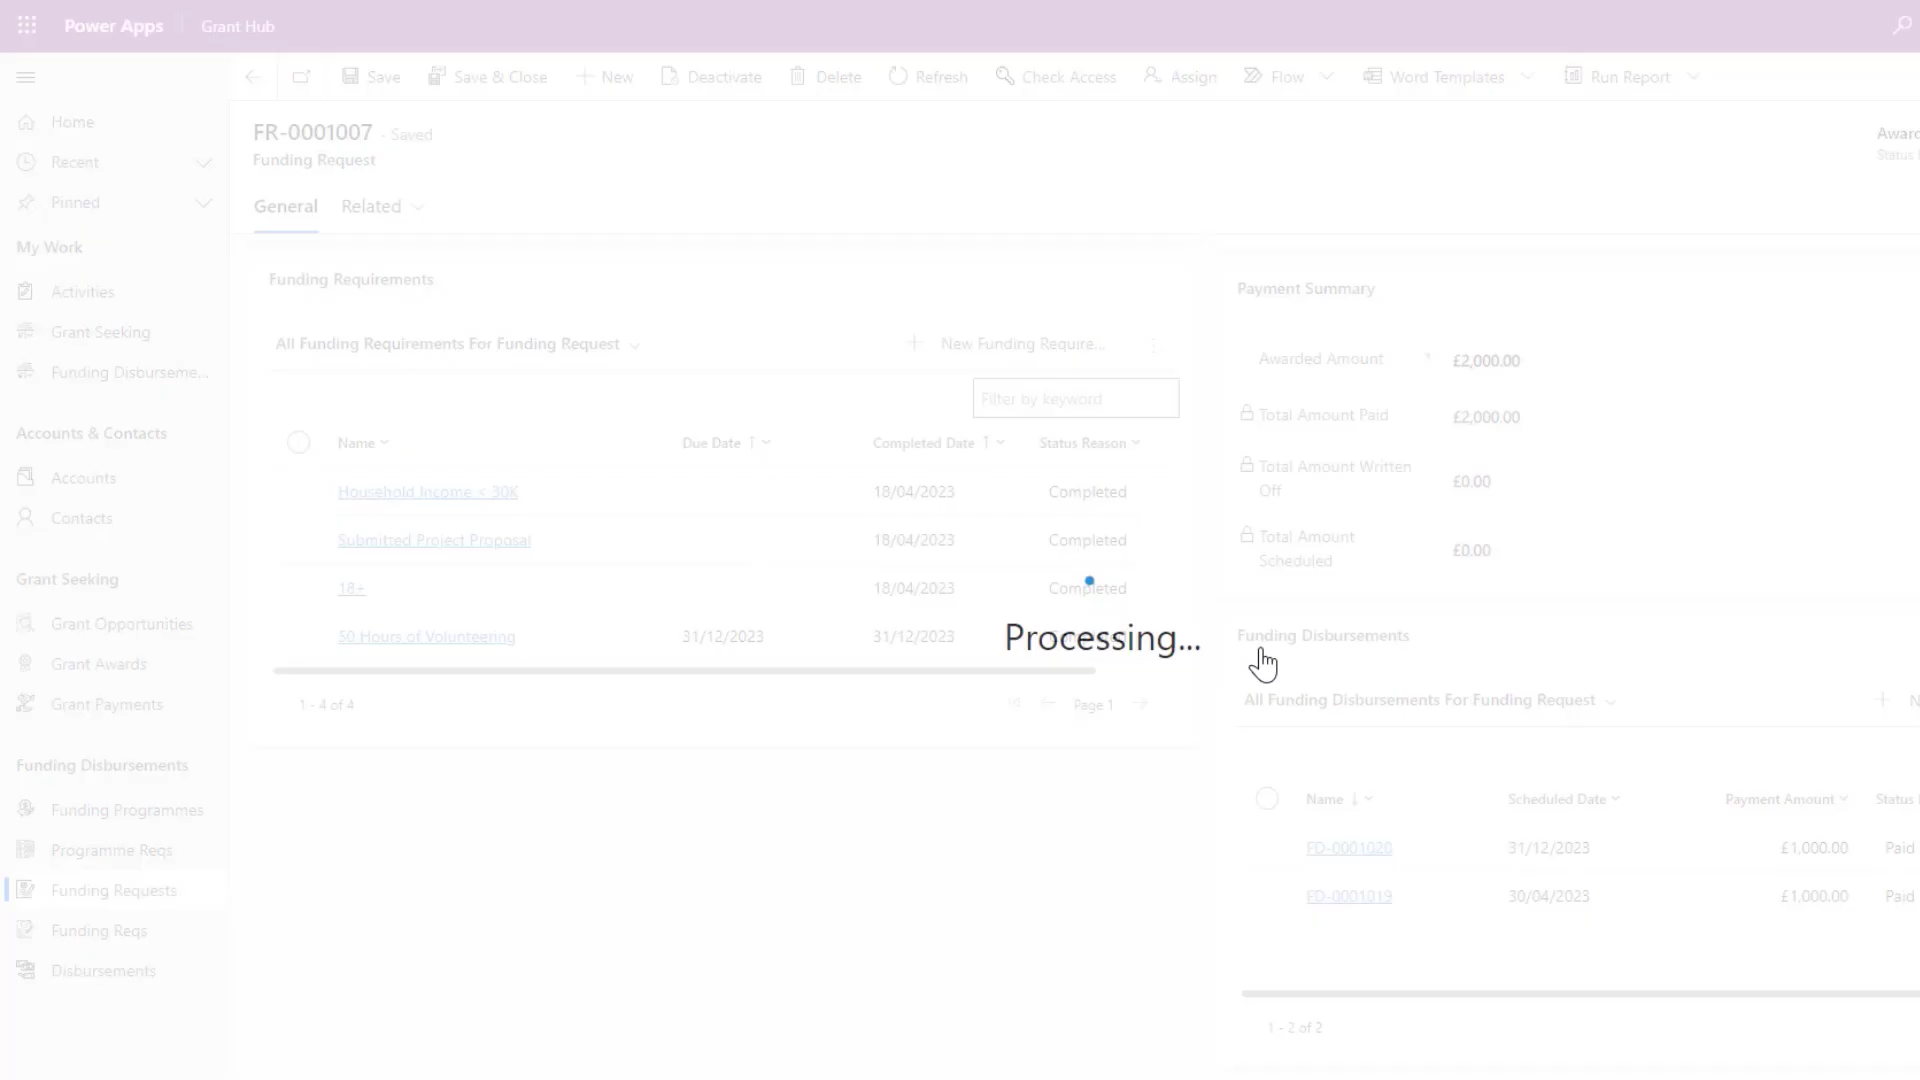 Power Apps Grant Hub
Save Save & Close New Deactivate Delete Refresh Check Access Assign Flow Word Templates Run Report
Home
Recent
Pinned
My Work
Activities
Grant Seeking
Funding Disburseme...
Accounts & Contacts
Accounts
Contacts
Grant Seeking
Grant Opportunities
Grant Awards
Grant Payments
Funding Disbursements
Funding Programmes
Programme Reqs
Funding Requests
Funding Reqs
Disbursements
FR-0001007 - Saved
Funding Request
Awar
Status
General Related
Funding Requirements
All Funding Requirements For Funding Request New Funding Require...
Filter by keyword
Name Due Date Completed Date Status Reason
Household Income < 30K 18/04/2023 Completed
Submitted Project Proposal 18/04/2023 Completed
18+ 18/04/2023 Completed
50 Hours of Volunteering 31/12/2023 31/12/2023
1 - 4 of 4 Page 1
Processing...
Payment Summary
Awarded Amount * £2,000.00
Total Amount Paid £2,000.00
Total Amount Written
Off £0.00
Total Amount
Scheduled £0.00
Funding Disbursements
All Funding Disbursements For Funding Request + N
Name Scheduled Date Payment Amount Status
FD-0001020 31/12/2023 £1,000.00 Paid
FD-0001019 30/04/2023 £1,000.00 Paid
1 - 2 of 2